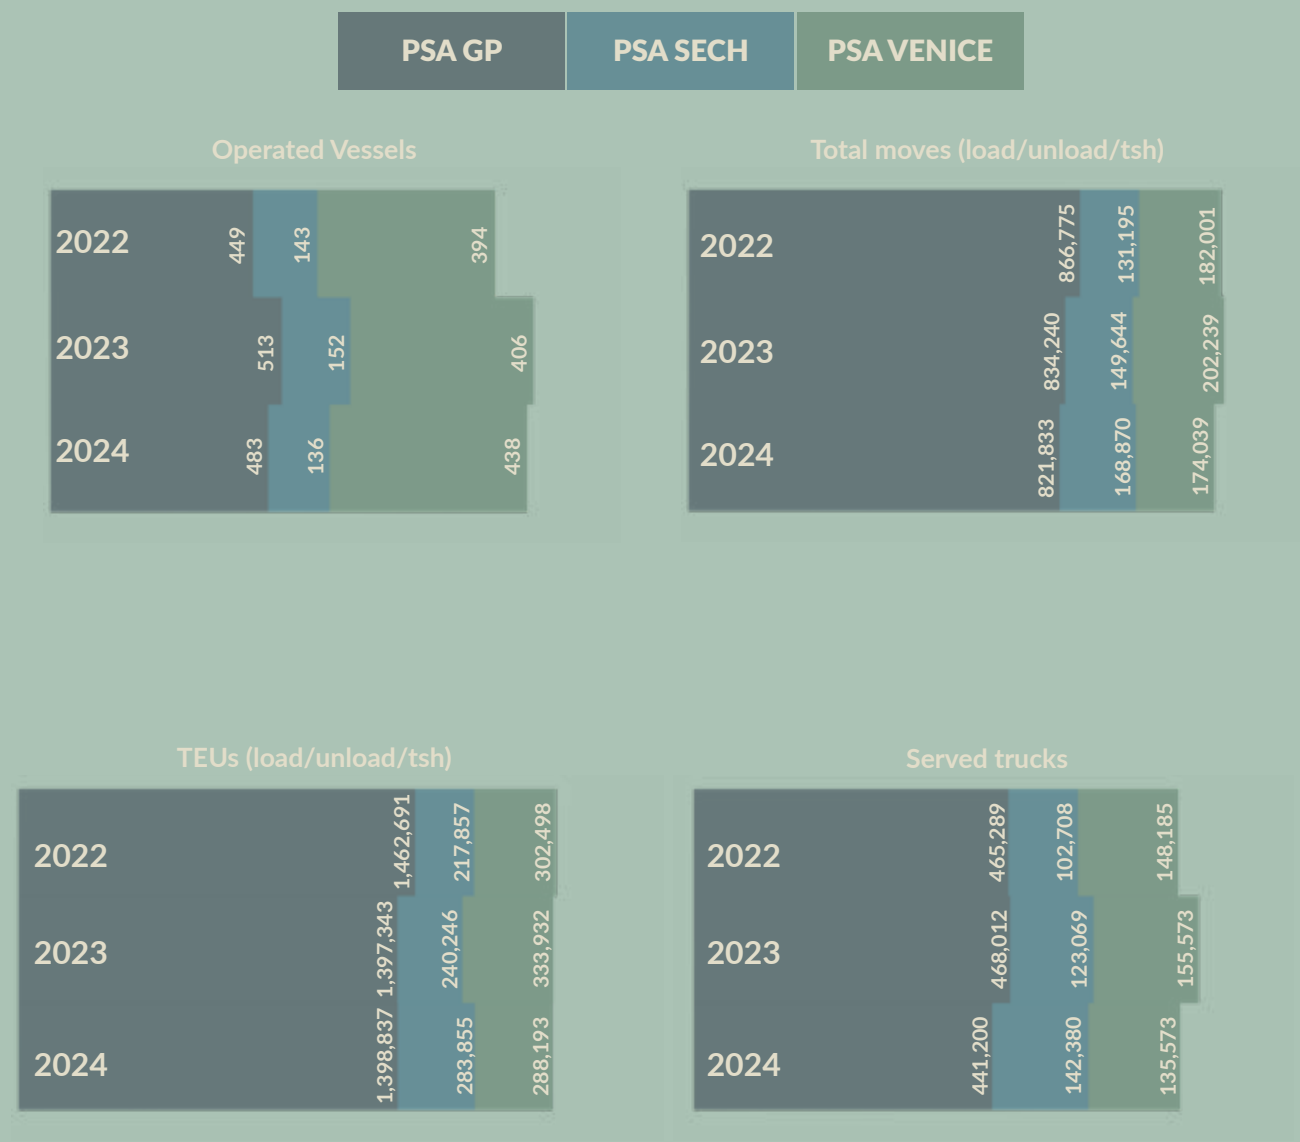 PSA GP
PSA SECH
PSA VENICE
Operated Vessels
2022 449 143 394
2023 513 152 406
2024 483 136 438
Total moves (load/unload/tsh)
2022 866,775 131,195 182,001
2023 834,240 149,644 202,239
2024 821,833 168,870 174,039
TEUs (load/unload/tsh)
2022 1,462,691 217,857 302,498
2023 1,397,343 240,246 333,932
2024 1,398,837 283,855 288,193
Served trucks
2022 465,289 102,708 148,185
2023 468,012 123,069 155,573
2024 441,200 142,380 135,573